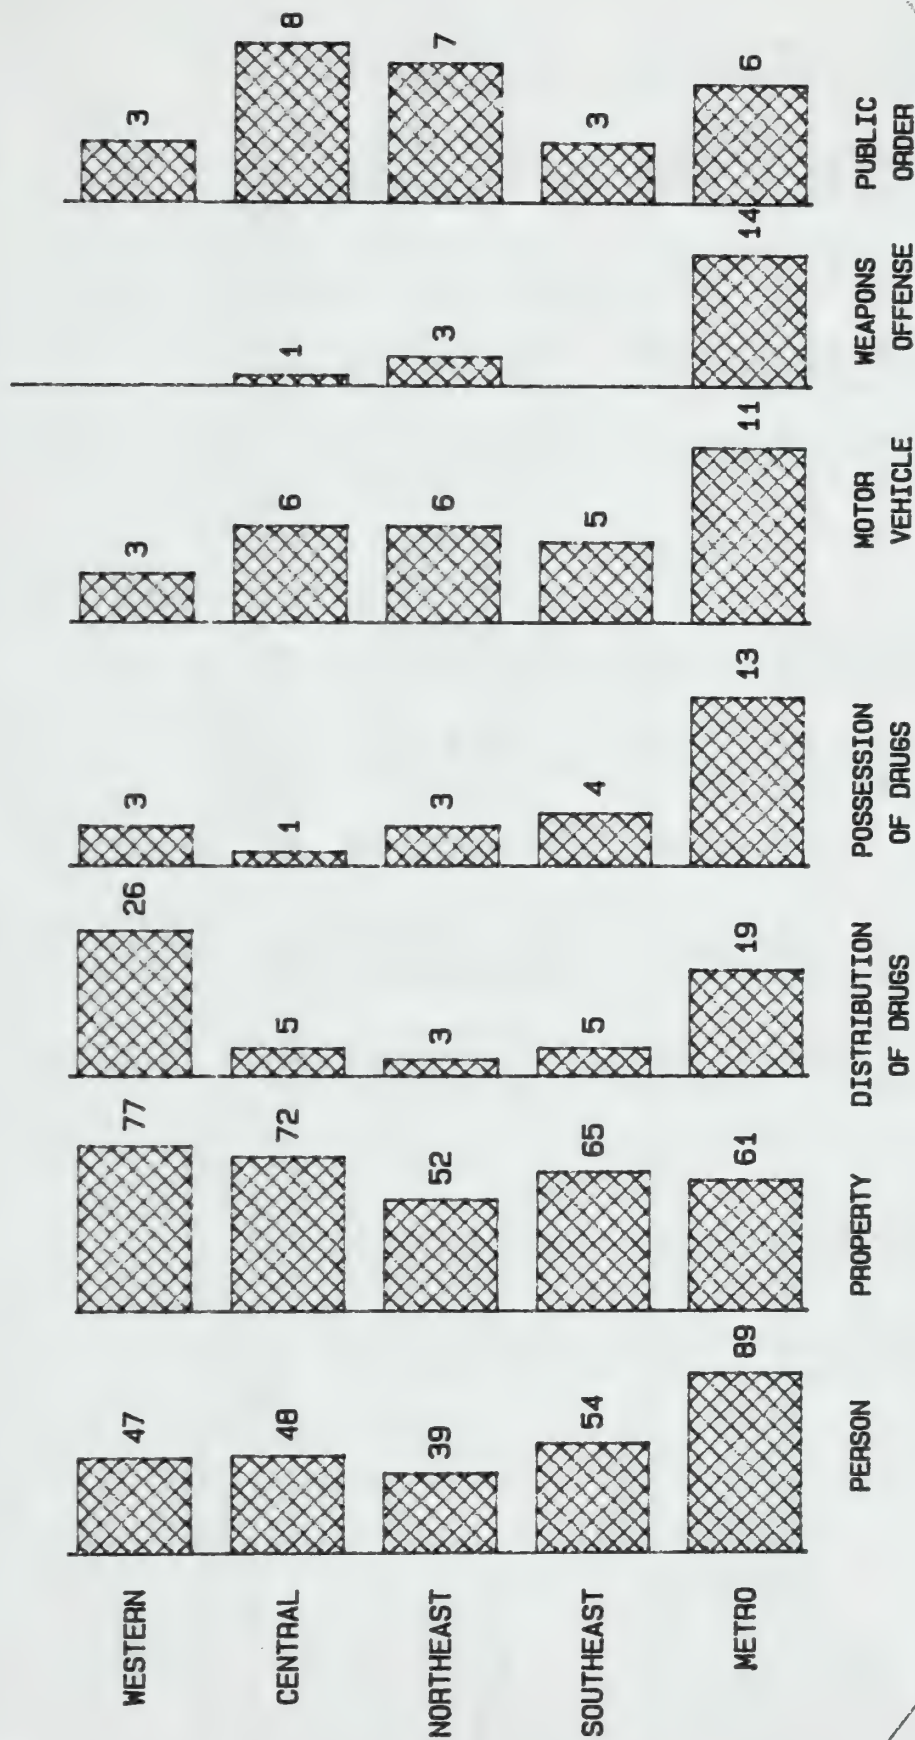 WESTERN 47 77 26 3 3 3
CENTRAL 48 72 5 1 6 1 8
NORTHEAST 39 52 3 3 6 3 7
SOUTHEAST 54 65 5 4 5 3
METRO 89 61 19 13 11 14 6
PERSON PROPERTY DISTRIBUTION POSSESSION MOTOR WEAPONS PUBLIC
OF DRUGS OF DRUGS VEHICLE OFFENSE ORDER